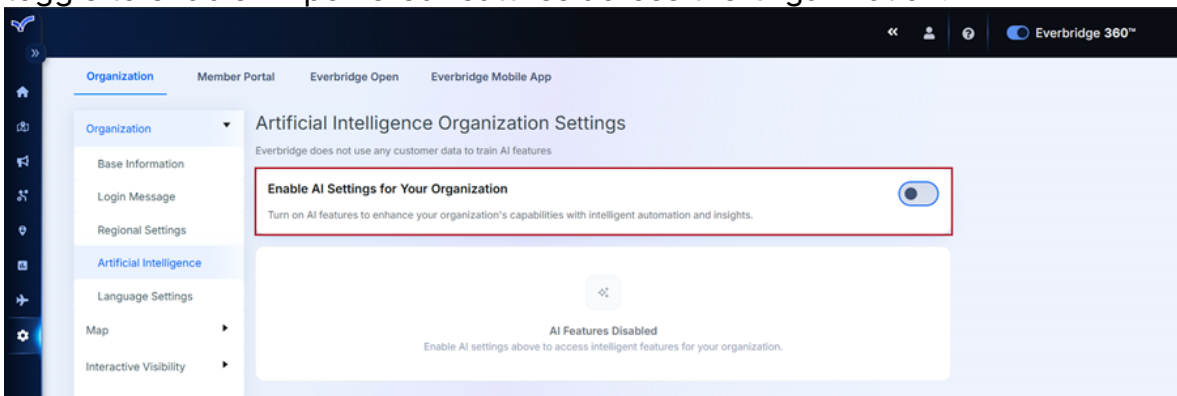 Everbridge 360™
Organization Member Portal Everbridge Open Everbridge Mobile App
Organization
Base Information
Login Message
Regional Settings
Artificial Intelligence
Language Settings
Map
Interactive Visibility
Artificial Intelligence Organization Settings
Everbridge does not use any customer data to train AI features
Enable AI Settings for Your Organization
Turn on AI features to enhance your organization's capabilities with intelligent automation and insights.
AI Features Disabled
Enable AI settings above to access intelligent features for your organization.